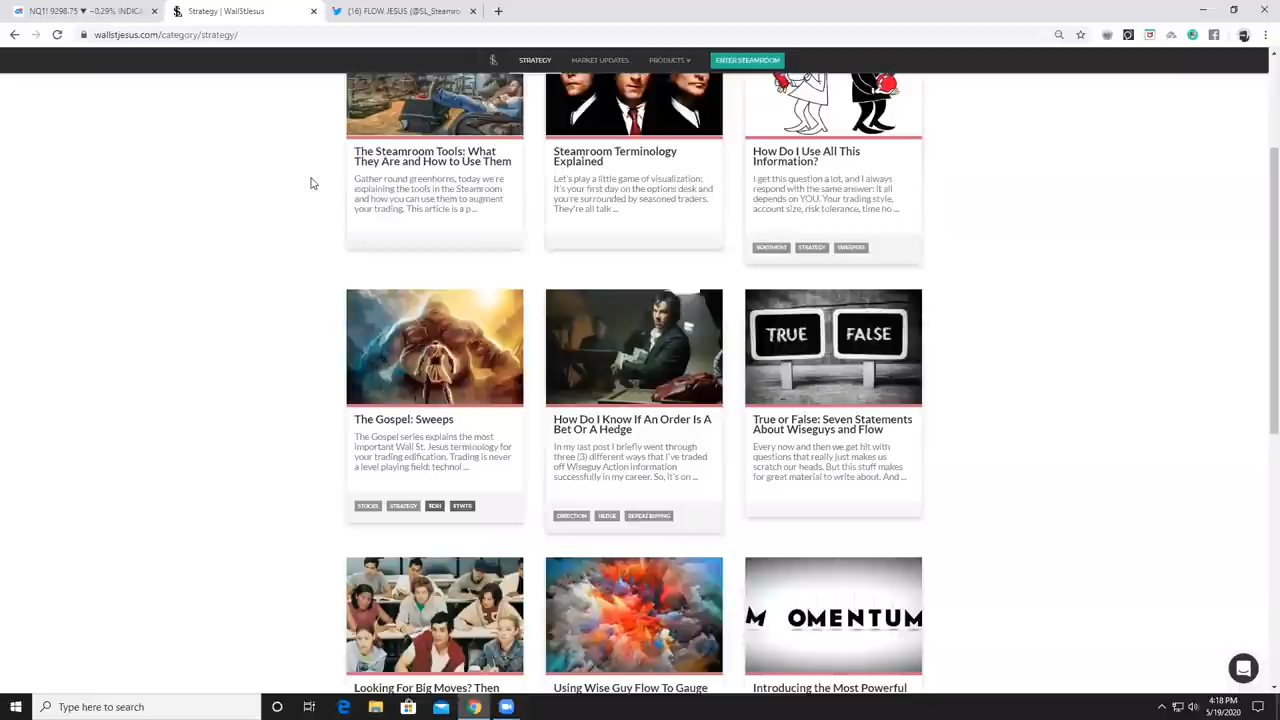 NQ1! 9298.75 ▼ −0.29% INDICA
Strategy | WallStJesus
(16) FLOW JESUS (@SL_Steamro
wallstjesus.com/category/strategy/
STRATEGY
MARKET UPDATES
PRODUCTS
ENTER STEAMROOM
The Steamroom Tools: What
They Are and How to Use Them
Gather round greenhorns, today we're
explaining the tools in the Steamroom
and how you can use them to augment
your trading. This article is a p ...
Steamroom Terminology
Explained
Let's play a little game of visualization:
it's your first day on the options desk and
you're surrounded by seasoned traders.
They're all talk ...
How Do I Use All This
Information?
I get this question a lot, and I always
respond with the same answer: it all
depends on YOU. Your trading style,
account size, risk tolerance, time ho ...
SENTIMENT
STRATEGY
SWEEPERS
The Gospel: Sweeps
The Gospel series explains the most
important Wall St. Jesus terminology for
your trading edification. Trading is never
a level playing field: technol ...
STOCKS
STRATEGY
$DRI
$TWTR
How Do I Know If An Order Is A
Bet Or A Hedge
In my last post I briefly went through
three (3) different ways that I've traded
off Wiseguy Action information
successfully in my career. So, it's on ...
DIRECTION
HEDGE
REPEAT BUYING
TRUE
FALSE
True or False: Seven Statements
About Wiseguys and Flow
Every now and then we get hit with
questions that really just makes us
scratch our heads. But this stuff makes
for great material to write about. And ...
M OMENTUM
Looking For Big Moves? Then
Using Wise Guy Flow To Gauge
Introducing the Most Powerful
Type here to search
4:18 PM
5/19/2020